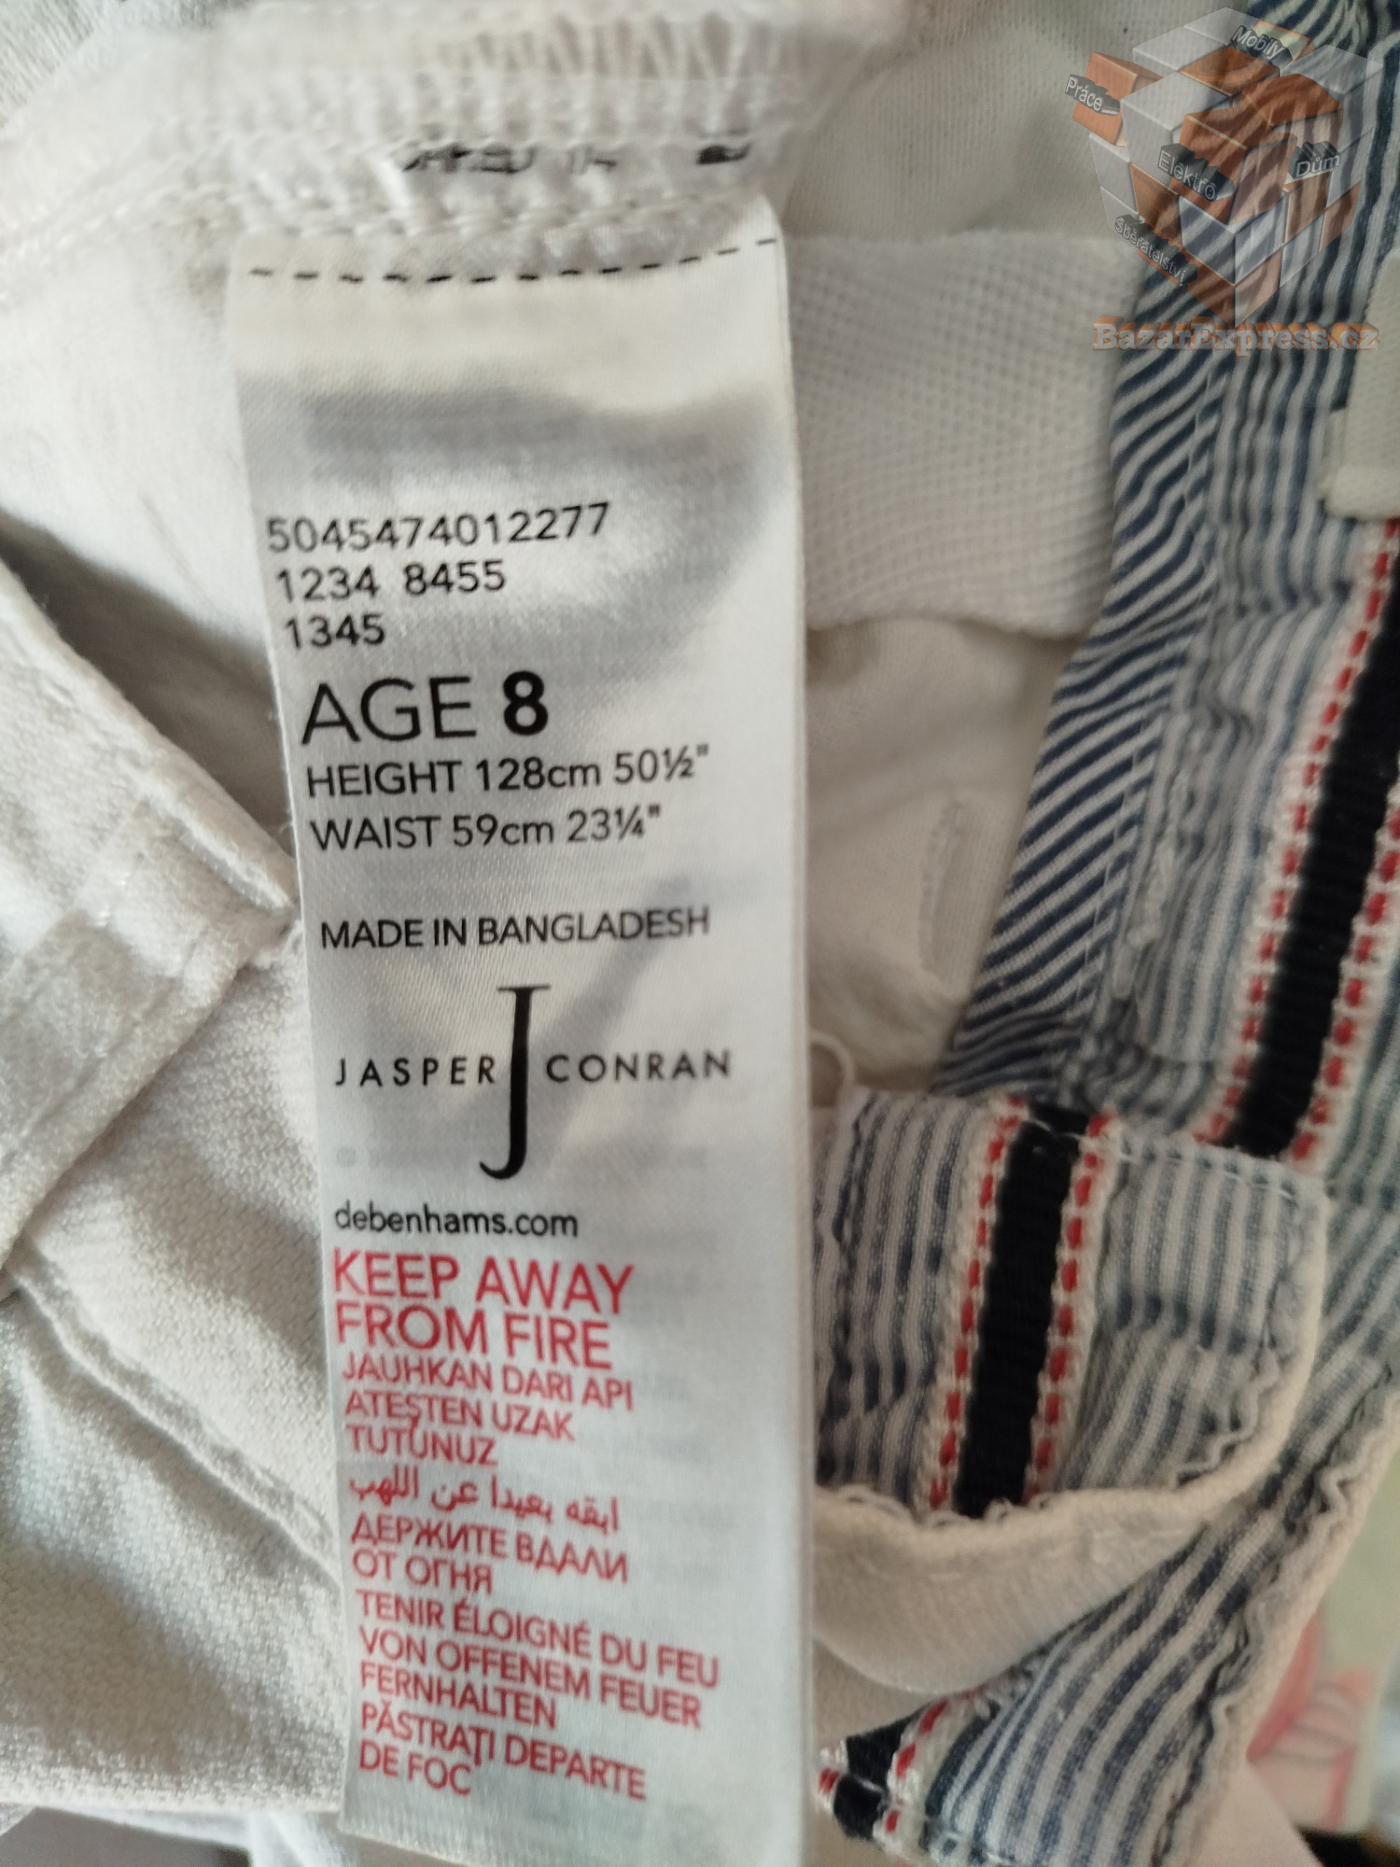 Mobily
Práce
Elektro
Dům
Sběratelství
BazarExpress.cz
5045474012277
1234 8455
1345
AGE 8
HEIGHT 128cm 50½"
WAIST 59cm 23¼"
MADE IN BANGLADESH
J
JASPER CONRAN
debenhams.com
KEEP AWAY
FROM FIRE
JAUHKAN DARI API
ATEŞTEN UZAK
TUTUNUZ
ابقه بعيدا عن اللهب
ДЕРЖИТЕ ВДАЛИ
ОТ ОГНЯ
TENIR ÉLOIGNÉ DU FEU
VON OFFENEM FEUER
FERNHALTEN
PĂSTRAȚI DEPARTE
DE FOC